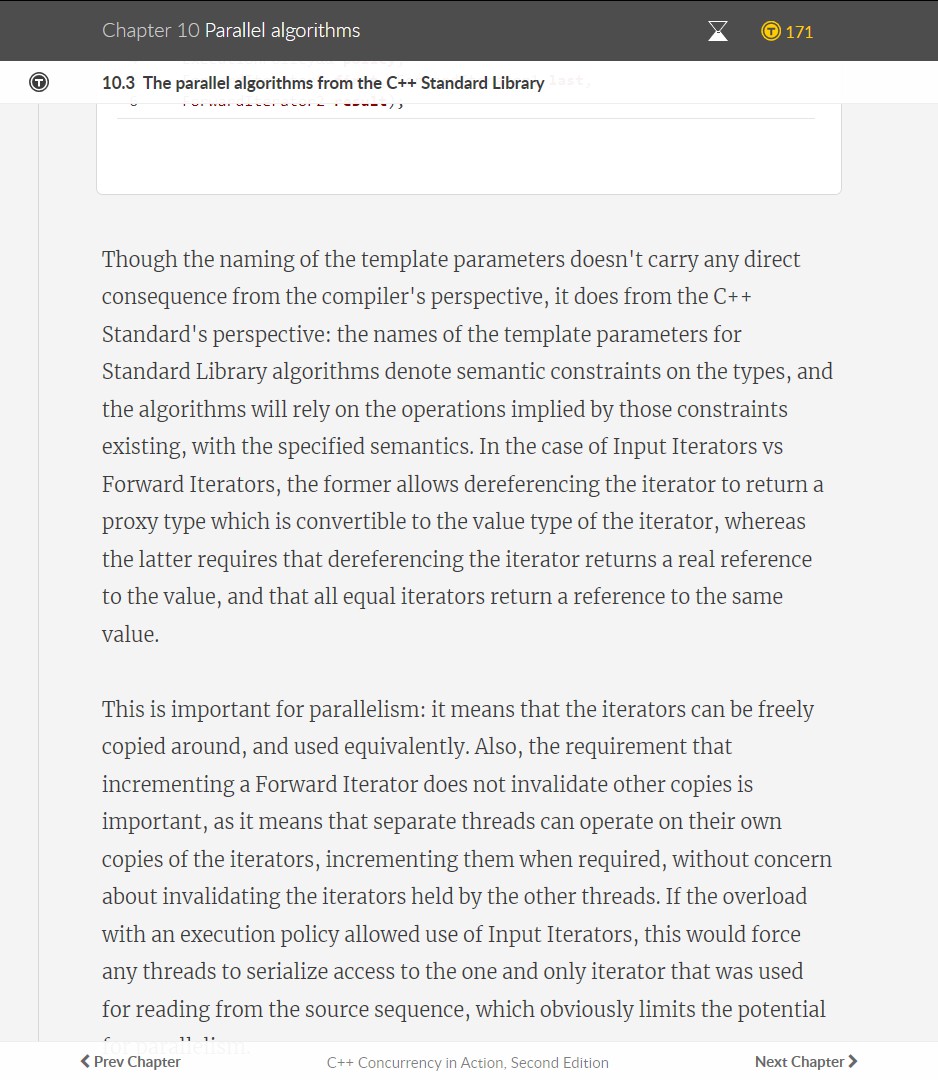 Chapter 10 Parallel algorithms
171
10.3 The parallel algorithms from the C++ Standard Library
last,
Though the naming of the template parameters doesn't carry any direct
consequence from the compiler's perspective, it does from the C++
Standard's perspective: the names of the template parameters for
Standard Library algorithms denote semantic constraints on the types, and
the algorithms will rely on the operations implied by those constraints
existing, with the specified semantics. In the case of Input Iterators vs
Forward Iterators, the former allows dereferencing the iterator to return a
proxy type which is convertible to the value type of the iterator, whereas
the latter requires that dereferencing the iterator returns a real reference
to the value, and that all equal iterators return a reference to the same
value.
This is important for parallelism: it means that the iterators can be freely
copied around, and used equivalently. Also, the requirement that
incrementing a Forward Iterator does not invalidate other copies is
important, as it means that separate threads can operate on their own
copies of the iterators, incrementing them when required, without concern
about invalidating the iterators held by the other threads. If the overload
with an execution policy allowed use of Input Iterators, this would force
any threads to serialize access to the one and only iterator that was used
for reading from the source sequence, which obviously limits the potential
for parallelism.
Prev Chapter
C++ Concurrency in Action, Second Edition
Next Chapter